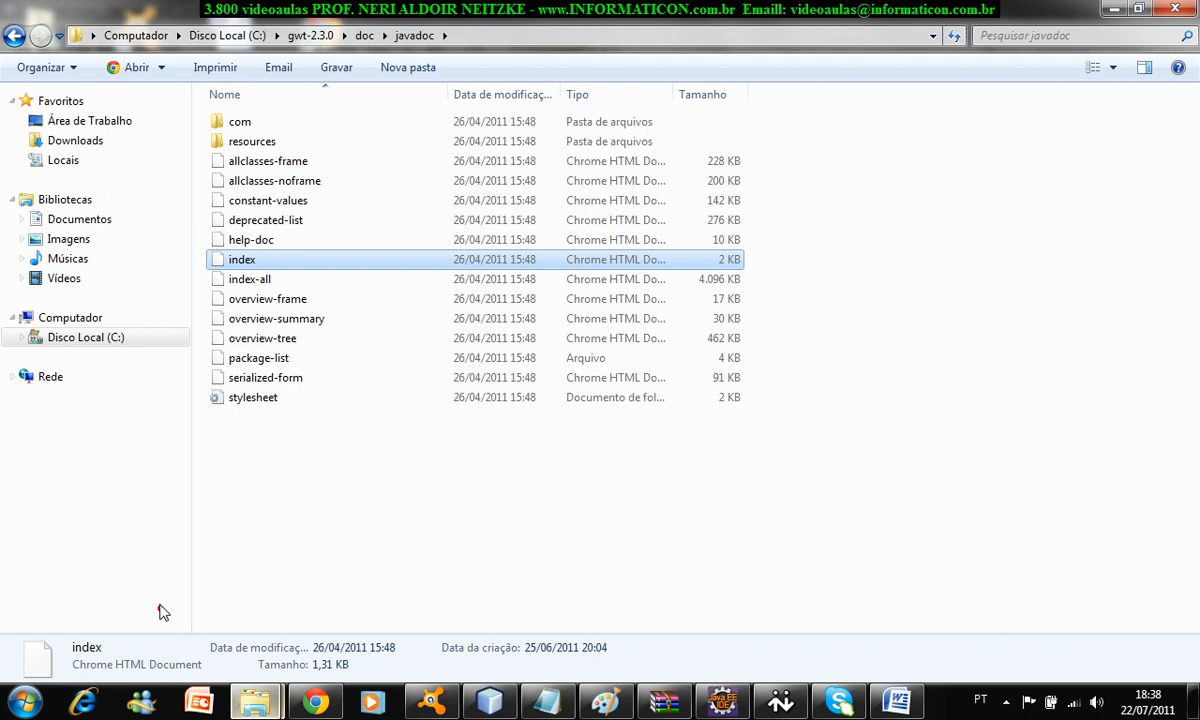 3.800 videoaulas PROF. NERI ALDOIR NEITZKE - www.INFORMATICON.com.br Emaill: videoaulas@informaticon.com.br
Computador Disco Local (C:) gwt-2.3.0 doc javadoc Pesquisar javadoc
Organizar Abrir Imprimir Email Gravar Nova pasta
Favoritos
Área de Trabalho
Downloads
Locais
Bibliotecas
Documentos
Imagens
Músicas
Vídeos
Computador
Disco Local (C:)
Rede
Nome Data de modificaç... Tipo Tamanho
com 26/04/2011 15:48 Pasta de arquivos
resources 26/04/2011 15:48 Pasta de arquivos
allclasses-frame 26/04/2011 15:48 Chrome HTML Do... 228 KB
allclasses-noframe 26/04/2011 15:48 Chrome HTML Do... 200 KB
constant-values 26/04/2011 15:48 Chrome HTML Do... 142 KB
deprecated-list 26/04/2011 15:48 Chrome HTML Do... 276 KB
help-doc 26/04/2011 15:48 Chrome HTML Do... 10 KB
index 26/04/2011 15:48 Chrome HTML Do... 2 KB
index-all 26/04/2011 15:48 Chrome HTML Do... 4.096 KB
overview-frame 26/04/2011 15:48 Chrome HTML Do... 17 KB
overview-summary 26/04/2011 15:48 Chrome HTML Do... 30 KB
overview-tree 26/04/2011 15:48 Chrome HTML Do... 462 KB
package-list 26/04/2011 15:48 Arquivo 4 KB
serialized-form 26/04/2011 15:48 Chrome HTML Do... 91 KB
stylesheet 26/04/2011 15:48 Documento de fol... 2 KB
index Data de modificaç... 26/04/2011 15:48 Data da criação: 25/06/2011 20:04
Chrome HTML Document Tamanho: 1,31 KB
Java EE
IDE
PT
18:38
22/07/2011